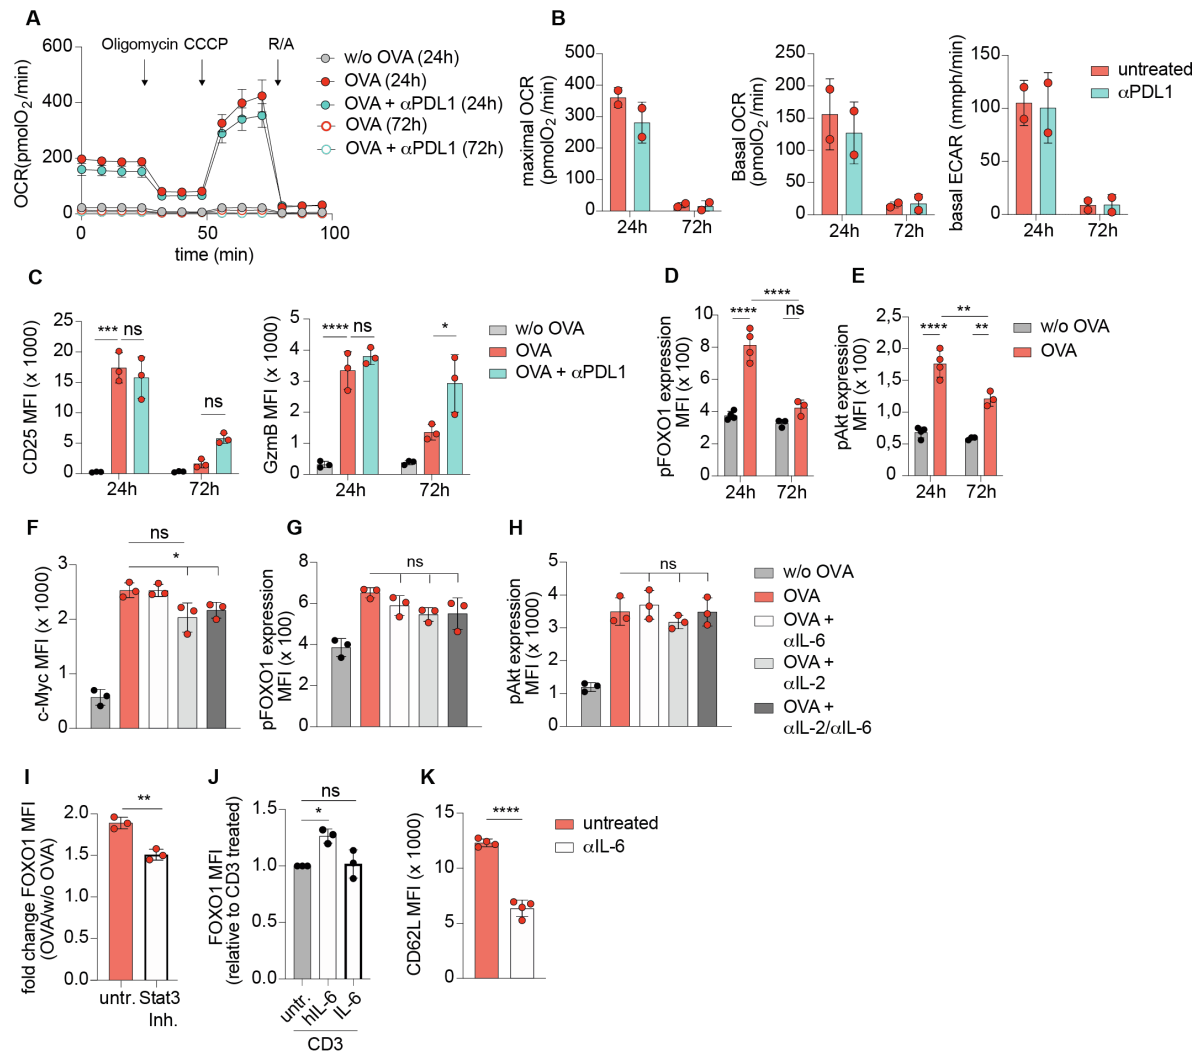 A
OCR(pmolO2/min)
600
400
200
0
Oligomycin CCCP R/A
0 50 100
time (min)
w/o OVA (24h)
OVA (24h)
OVA + αPDL1 (24h)
OVA (72h)
OVA + αPDL1 (72h)
B
maximal OCR
(pmolO2 /min)
500
400
300
200
100
0
24h 72h
Basal OCR
(pmolO2 /min)
250
200
150
100
50
0
24h 72h
basal ECAR (mmph/min)
150
100
50
0
24h 72h
untreated
αPDL1
C
CD25 MFI (x 1000)
25
20
15
10
5
0
*** ns
ns
24h 72h
GzmB MFI (x 1000)
5
4
3
2
1
0
**** ns
*
24h 72h
w/o OVA
OVA
OVA + αPDL1
D
pFOXO1 expression
MFI (x 100)
10
8
6
4
2
0
****
**** ns
24h 72h
E
pAkt expression
MFI (x 100)
2,5
2,0
1,5
1,0
0,5
0
**
**** **
24h 72h
w/o OVA
OVA
F
c-Myc MFI (x 1000)
3
2
1
0
ns
*
G
pFOXO1 expression
MFI (x 100)
8
6
4
2
0
ns
H
pAkt expression
MFI (x 1000)
5
4
3
2
1
0
ns
w/o OVA
OVA
OVA +
αIL-6
OVA +
αIL-2
OVA +
αIL-2/αIL-6
I
fold change FOXO1 MFI
(OVA/w/o OVA)
2.0
1.5
1.0
0.5
0.0
**
untr. Stat3
Inh.
J
FOXO1 MFI
(relative to CD3 treated)
1.5
1.0
0.5
0.0
ns
*
untr.
hIL-6
IL-6
CD3
K
CD62L MFI (x 1000)
15
10
5
0
****
untreated
αIL-6